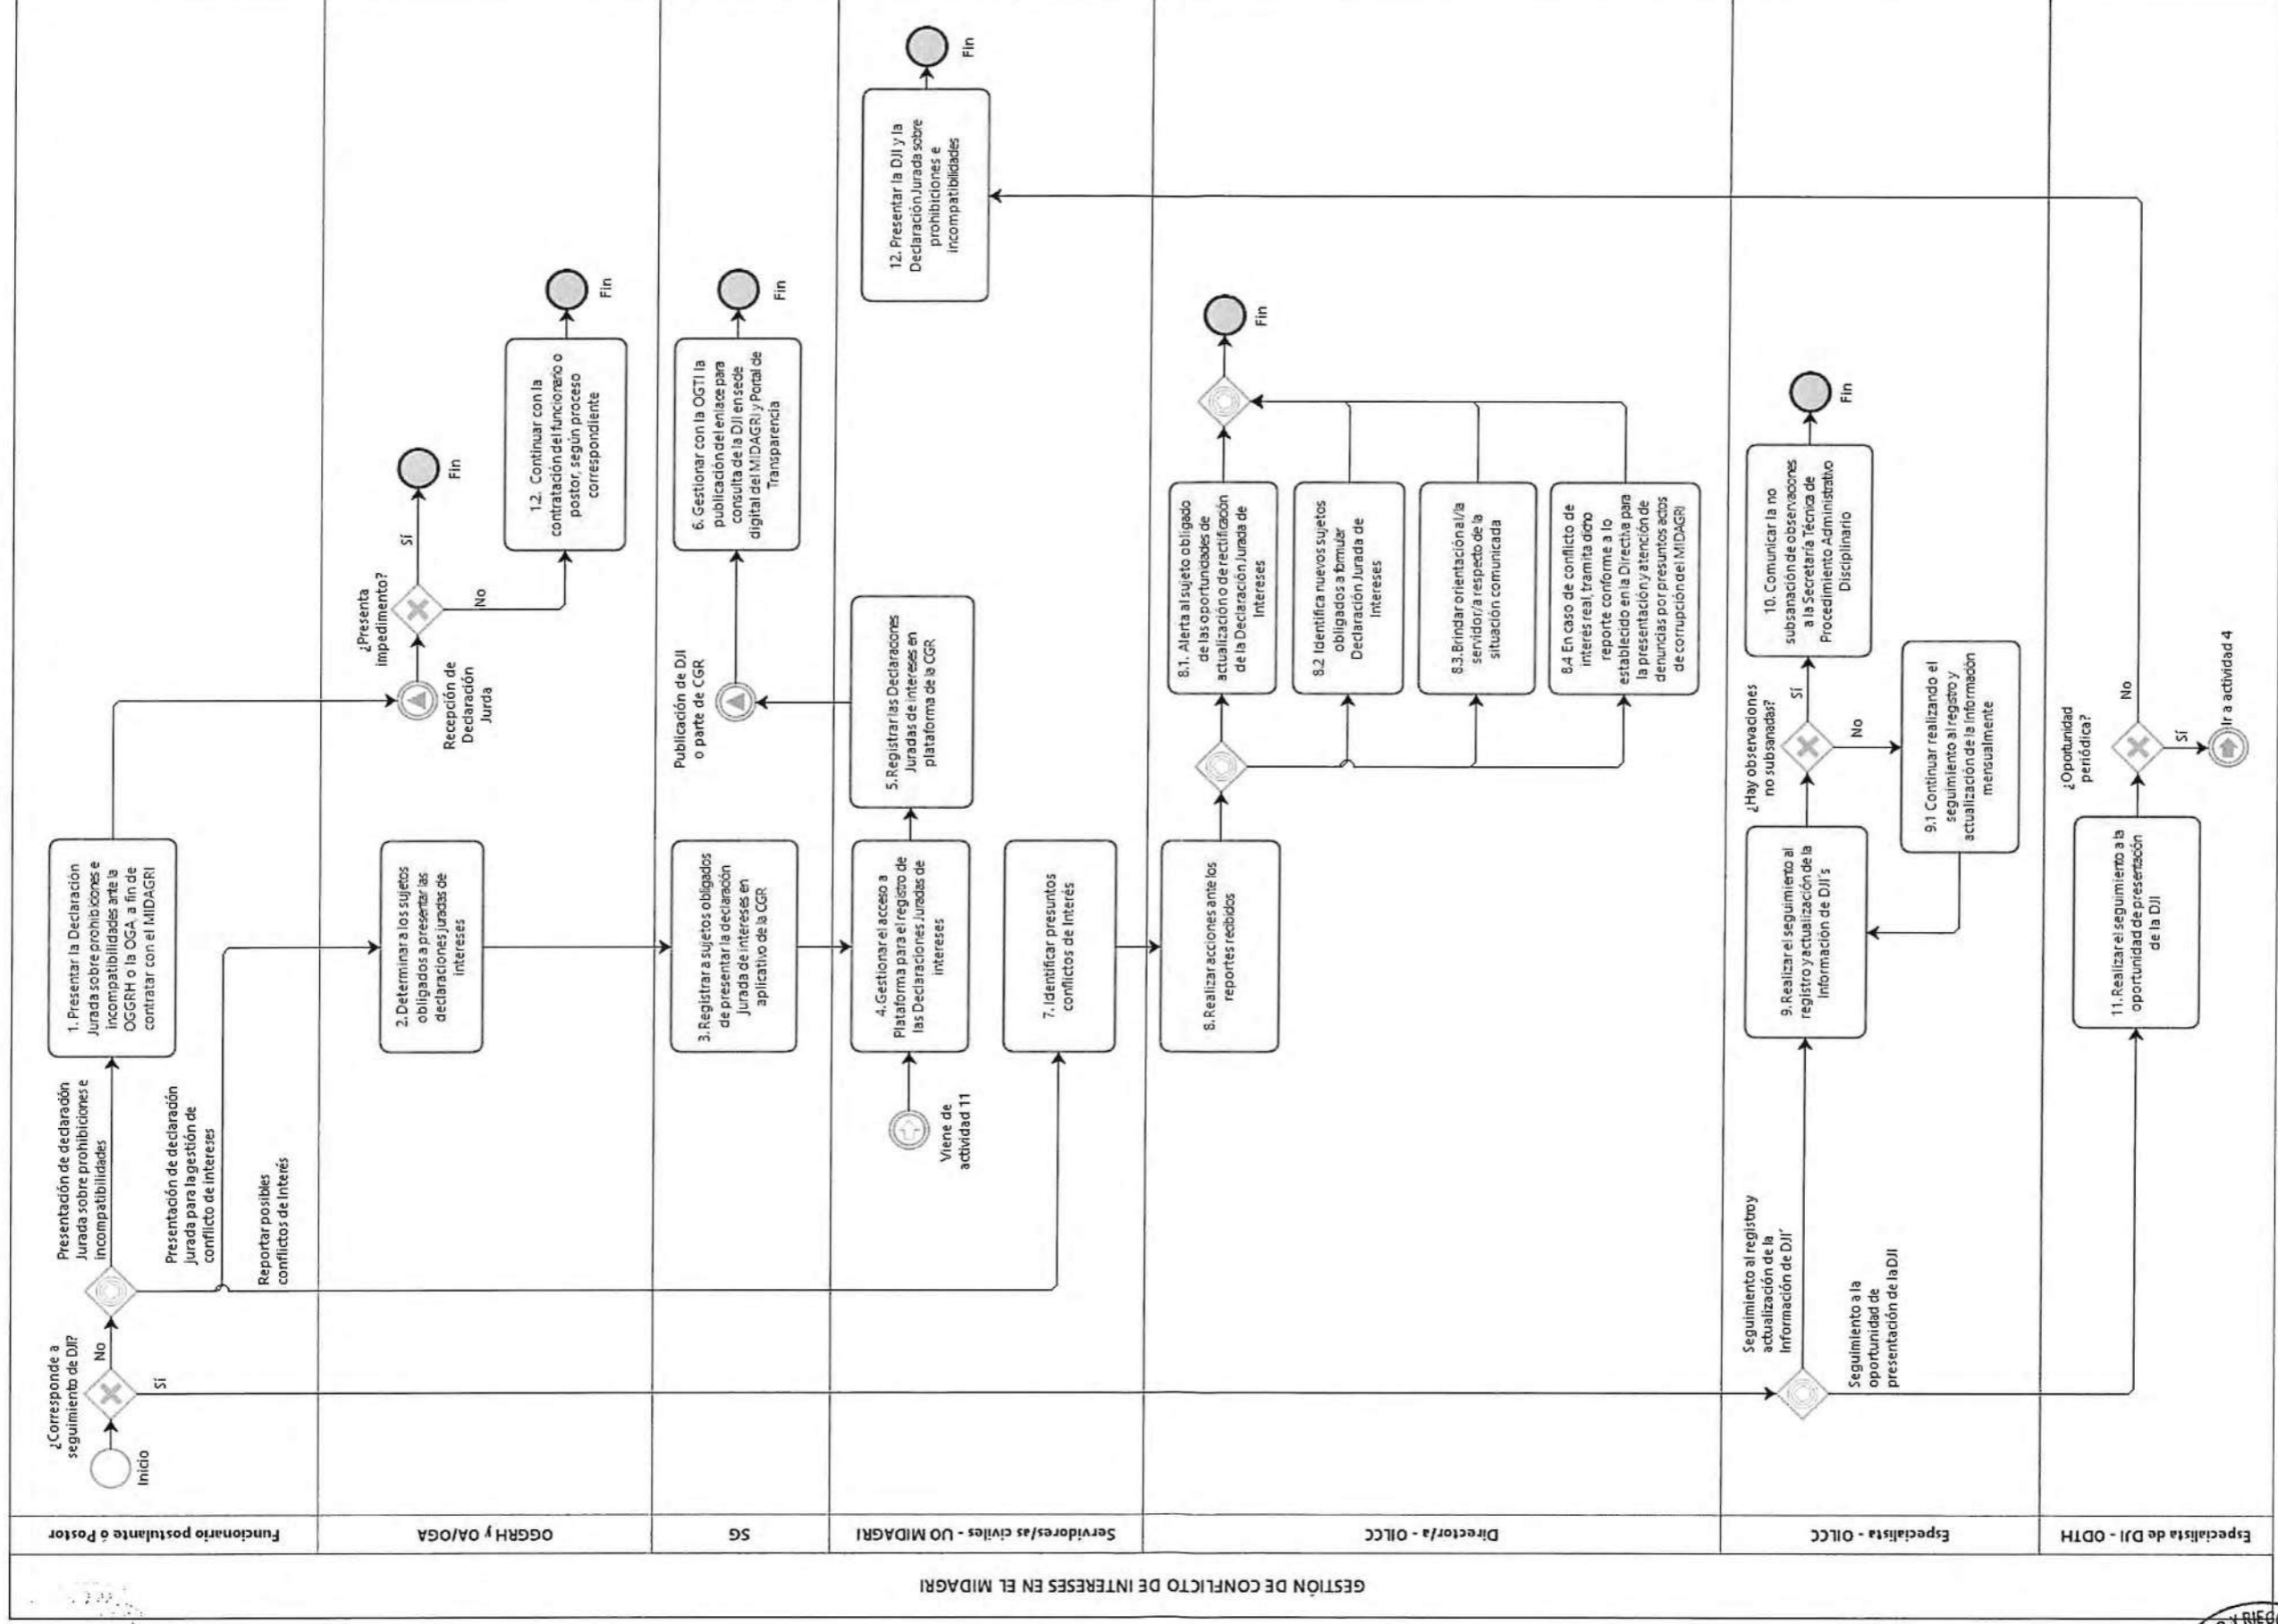 GESTIÓN DE CONFLICTO DE INTERESES EN EL MIDAGRI
Funcionario postulante ó Postor
¿Corresponde a
seguimiento de DJI?
Inicio
No
Sí
Presentación de declaradón
Jurada sobre prohibiciones e
incompatibilidades
Presentación de declaradón
jurada para la gestión de
conflicto de intereses
Reportar posibles
conflictos de Interés
1. Presentar la Declaración
Jurada sobre prohibiciones e
incompatibilidades ante la
OGGRH o la OGA, a fin de
contratar con el MIDAGRI
OGGRH y OA/OGA
2. Determinar a los sujetos
obligados a presentar las
declaraciones juradas de
intereses
Recepción de
Declaración
Jurda
¿Presenta
impedimento?
Sí
Fin
No
1.2. Continuar con la
contratación del funcionario o
postor, según proceso
correspondiente
Fin
SG
3. Registrar a sujetos obligados
de presentar la declaración
jurada de intereses en
aplicativo de la CGR
Publicación de DJI
o parte de CGR
6. Gestionar con la OGTI la
publicación del enlace para
consulta de la DJI en sede
digital del MIDAGRI y Portal de
Transparencia
Fin
Servidores/as civiles - UO MIDAGRI
Viene de
actividad 11
4. Gestionar el acceso a
Plataforma para el registro de
las Declaraciones Juradas de
intereses
5. Registrar las Declaraciones
Juradas de intereses en
plataforma de la CGR
7. Identificar presuntos
conflictos de Interés
12. Presentar la DJI y la
Declaración Jurada sobre
prohibiciones e
incompatibilidades
Fin
Director/a - OILCC
8. Realizar acciones ante los
reportes recibidos
8.1. Alerta al sujeto obligado
de las oportunidades de
actualización o de rectificación
de la Declaración Jurada de
Intereses
8.2 Identifica nuevos sujetos
obligados a formular
Declaración Jurada de
Intereses
8.3. Brindar orientación al/la
servidor/a respecto de la
situación comunicada
8.4 En caso de conflicto de
interés real, tramita dicho
reporte conforme a lo
establecido en la Directiva para
la presentación y atención de
denuncias por presuntos actos
de corrupción del MIDAGRI
Fin
Especialista - OILCC
Seguimiento al registro y
actualización de la
Información de DJI'
Seguimiento a la
oportunidad de
presentación de la DJI
9. Realizar el seguimiento al
registro y actualización de la
Información de DJI´s
¿Hay observaciones
no subsanadas?
Sí
No
10. Comunicar la no
subsanación de observaciones
a la Secretaría Técnica de
Procedimiento Administrativo
Disciplinario
Fin
9.1 Continuar realizando el
seguimiento al registro y
actualización de la Información
mensualmente
Especialista de DJI - ODTH
11. Realizar el seguimiento a la
oportunidad de presentación
de la DJI
¿Oportunidad
periódica?
No
Sí
Ir a actividad 4